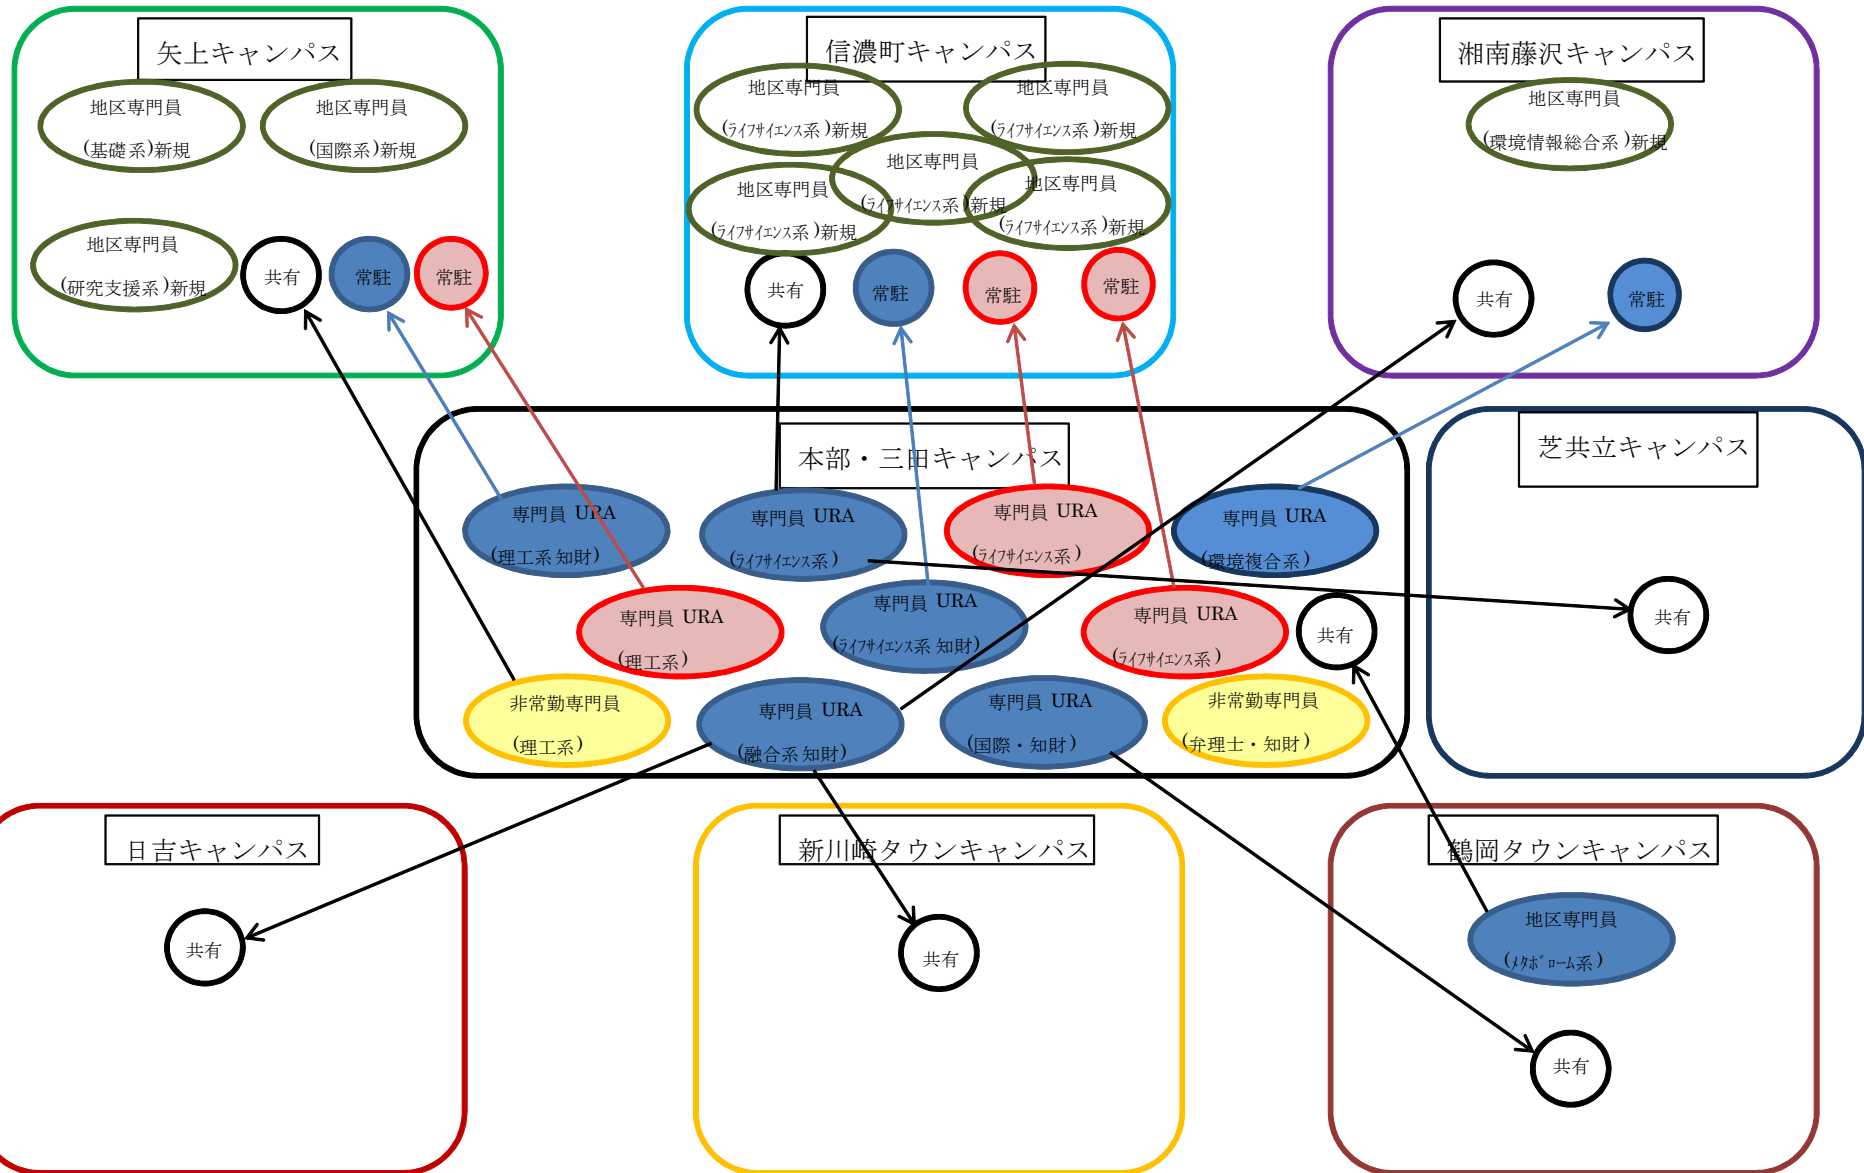 矢上キャンパス
地区専門員
(基礎系)新規
地区専門員
(国際系)新規
地区専門員
(研究支援系)新規
共有
常駐
常駐
信濃町キャンパス
地区専門員
(ﾗｲﾌｻｲｴﾝｽ系)新規
地区専門員
(ﾗｲﾌｻｲｴﾝｽ系)新規
地区専門員
(ﾗｲﾌｻｲｴﾝｽ系)新規
地区専門員
(ﾗｲﾌｻｲｴﾝｽ系)新規
地区専門員
(ﾗｲﾌｻｲｴﾝｽ系)新規
共有
常駐
常駐
常駐
湘南藤沢キャンパス
地区専門員
(環境情報総合系)新規
共有
常駐
本部・三田キャンパス
専門員 URA
(理工系知財)
専門員 URA
(ﾗｲﾌｻｲｴﾝｽ系)
専門員 URA
(ﾗｲﾌｻｲｴﾝｽ系)
専門員 URA
(環境複合系)
専門員 URA
(理工系)
専門員 URA
(ﾗｲﾌｻｲｴﾝｽ系知財)
専門員 URA
(ﾗｲﾌｻｲｴﾝｽ系)
共有
非常勤専門員
(理工系)
専門員 URA
(融合系知財)
専門員 URA
(国際・知財)
非常勤専門員
(弁理士・知財)
芝共立キャンパス
共有
日吉キャンパス
共有
新川崎タウンキャンパス
共有
鶴岡タウンキャンパス
地区専門員
(ﾒﾀﾎﾞﾛｰﾑ系)
共有